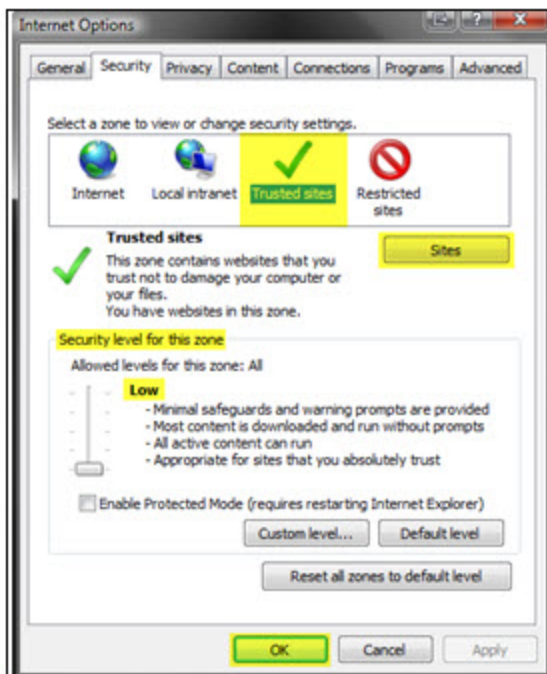 Internet Options
General Security Privacy Content Connections Programs Advanced
Select a zone to view or change security settings.
Internet Local intranet Trusted sites Restricted
sites
Trusted sites
Sites
This zone contains websites that you
trust not to damage your computer or
your files.
You have websites in this zone.
Security level for this zone
Allowed levels for this zone: All
Low
- Minimal safeguards and warning prompts are provided
- Most content is downloaded and run without prompts
- All active content can run
- Appropriate for sites that you absolutely trust
Enable Protected Mode (requires restarting Internet Explorer)
Custom level... Default level
Reset all zones to default level
OK Cancel Apply